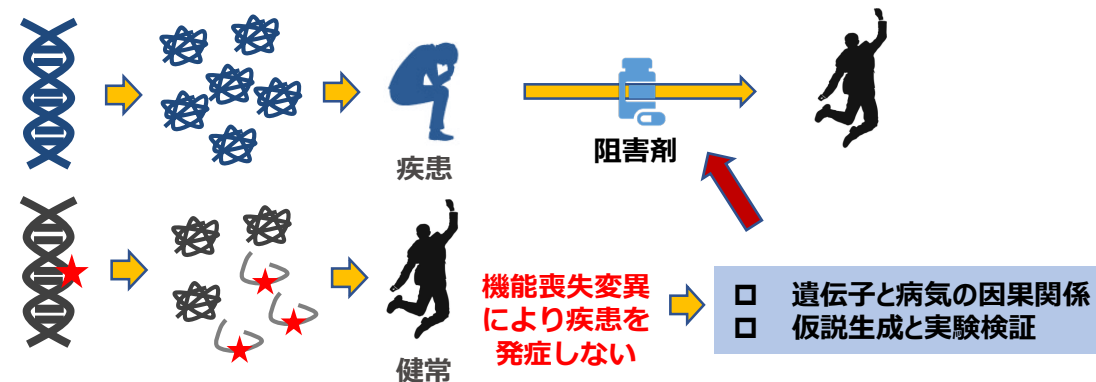 阻害剤
疾患
機能喪失変異
により疾患を
発症しない
遺伝子と病気の因果関係
仮説生成と実験検証
健常